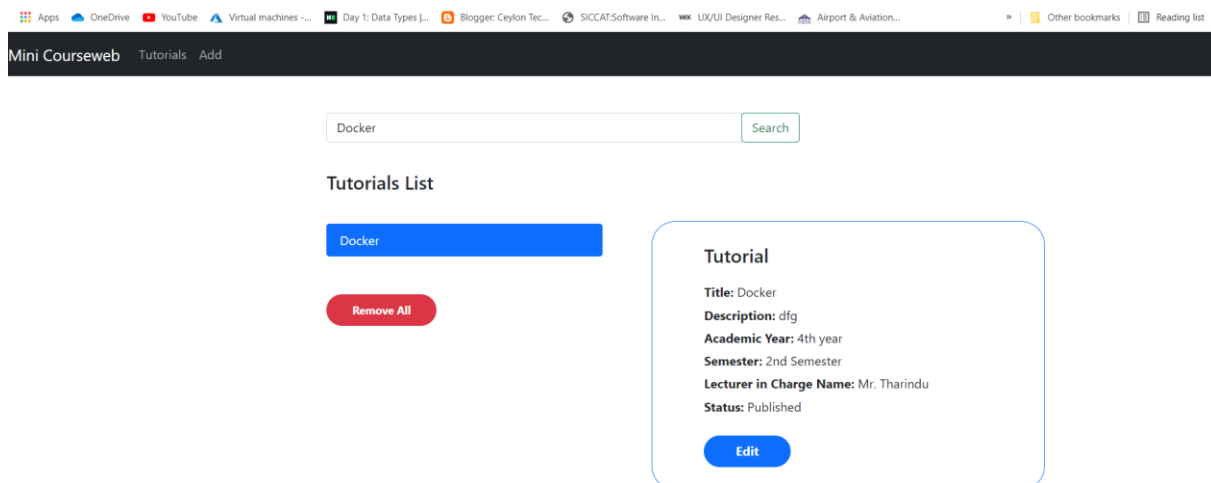 Apps OneDrive YouTube Virtual machines -... Day 1: Data Types |... Blogger: Ceylon Tec... SICCAT:Software In... WIX UX/UI Designer Res... Airport & Aviation... » Other bookmarks Reading list
Mini Courseweb Tutorials Add
Docker Search
Tutorials List
Docker
Remove All
Tutorial
Title: Docker
Description: dfg
Academic Year: 4th year
Semester: 2nd Semester
Lecturer in Charge Name: Mr. Tharindu
Status: Published
Edit